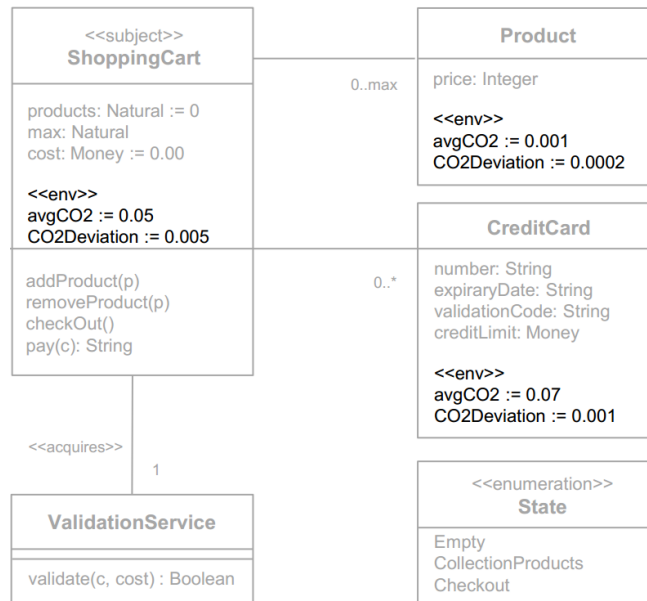 <<subject>>
ShoppingCart
products: Natural := 0
max: Natural
cost: Money := 0.00
<<env>>
avgCO2 := 0.05
CO2Deviation := 0.005
addProduct(p)
removeProduct(p)
checkOut()
pay(c): String
0..max
Product
price: Integer
<<env>>
avgCO2 := 0.001
CO2Deviation := 0.0002
0..*
CreditCard
number: String
expiraryDate: String
validationCode: String
creditLimit: Money
<<env>>
avgCO2 := 0.07
CO2Deviation := 0.001
<<acquires>>
1
ValidationService
validate(c, cost) : Boolean
<<enumeration>>
State
Empty
CollectionProducts
Checkout